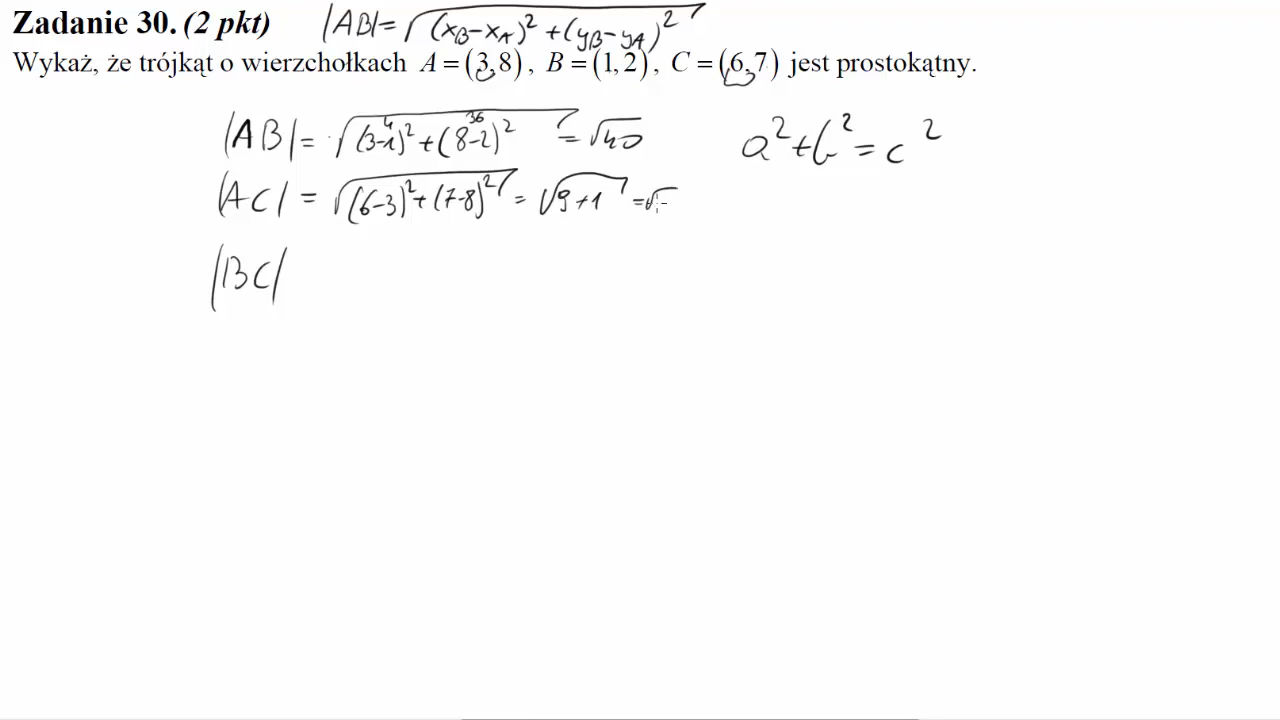 Zadanie 30. (2 pkt) |AB| = √(x_B-x_A)² + (y_B-y_A)²
Wykaż, że trójkąt o wierzchołkach A = (3,8), B = (1,2), C = (6,7) jest prostokątny.
|AB| = √(3-1)² + (8-2)² = √40 a² + b² = c²
4 36
|AC| = √(6-3)² + (7-8)² = √9+1 = √
|BC|